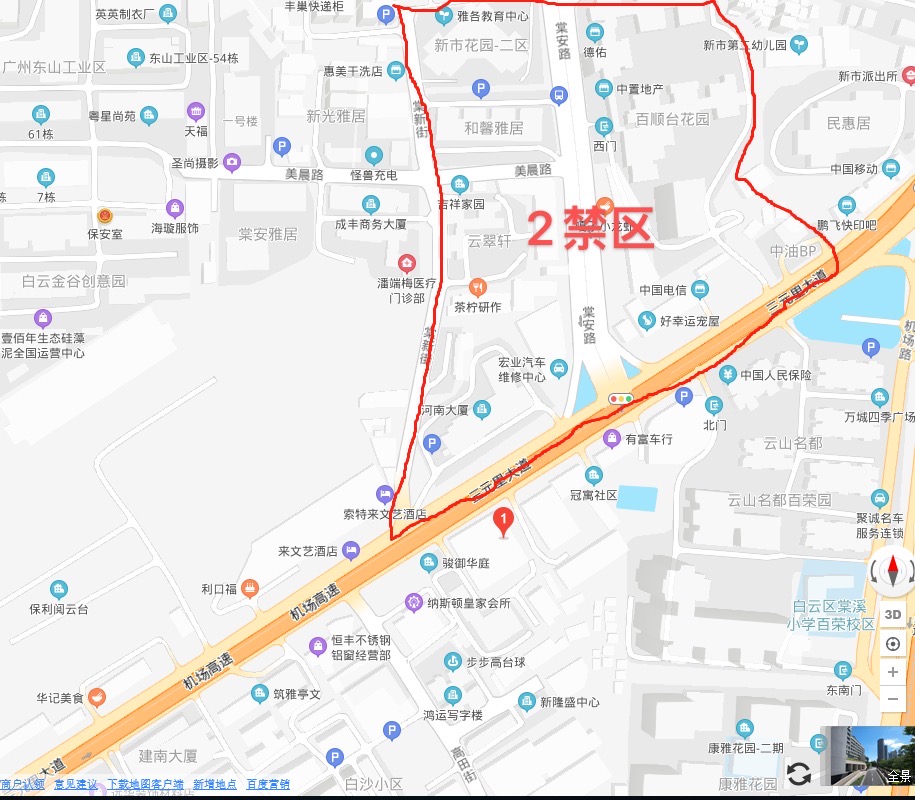 丰巢快递柜
英英制衣厂
雅各教育中心
棠安路
德佑
新市花园-二区
新市第二幼儿园
广州东山工业区
东山工业区-54栋
惠美干洗店
新市派出所
中置地产
粤星尚苑
61栋
天福
一号楼
新光雅居
棠新街
和馨雅居
百顺台花园
民惠居
西门
圣尚摄影
美晨路
怪兽充电
美晨路
中国移动
栋
7栋
吉祥家园
海璇服饰
保安室
成丰商务大厦
2禁区
鹏飞快印吧
棠安雅居
云翠轩
中油BP
白云金谷创意园
潘端梅医疗
门诊部
茶柠研作
中国电信
三元里大道
好幸运宠屋
棠安路
机场路
壹佰年生态硅藻
泥全国运营中心
棠新街
宏业汽车
维修中心
中国人民保险
河南大厦
北门
万城四季广场
有富车行
云山名都
三元里大道
冠寓社区
云山名都百荣园
索特来文艺酒店
1
聚诚名车
服务连锁
来文艺酒店
骏御华庭
利口福
保利阅云台
机场高速
纳斯顿皇家会所
白云区棠溪
小学百荣校区
3D
恒丰不锈钢
铝窗经营部
机场高速
步步高台球
东南门
华记美食
筑雅亭文
鸿运写字楼
新隆盛中心
建南大厦
高田街
康雅花园-二期
大道
白沙小区
康雅花园
全景
商户认领 意见建议 下载地图客户端 新增地点 百度营销